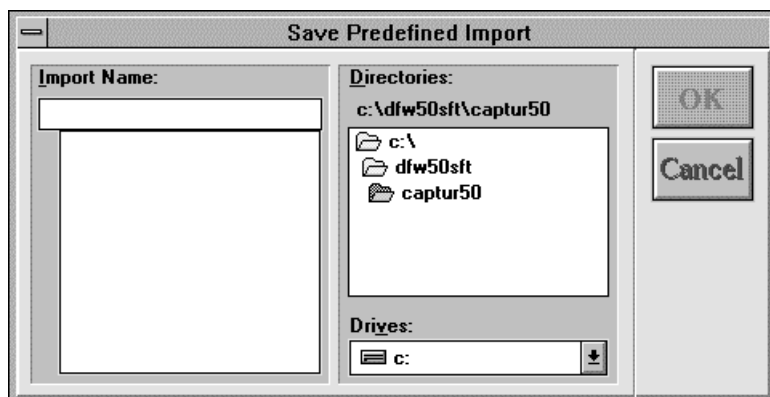 Save Predefined Import
Import Name:
Directories:
c:\dfw50sft\captur50
c:\
dfw50sft
captur50
Drives:
c:
OK
Cancel